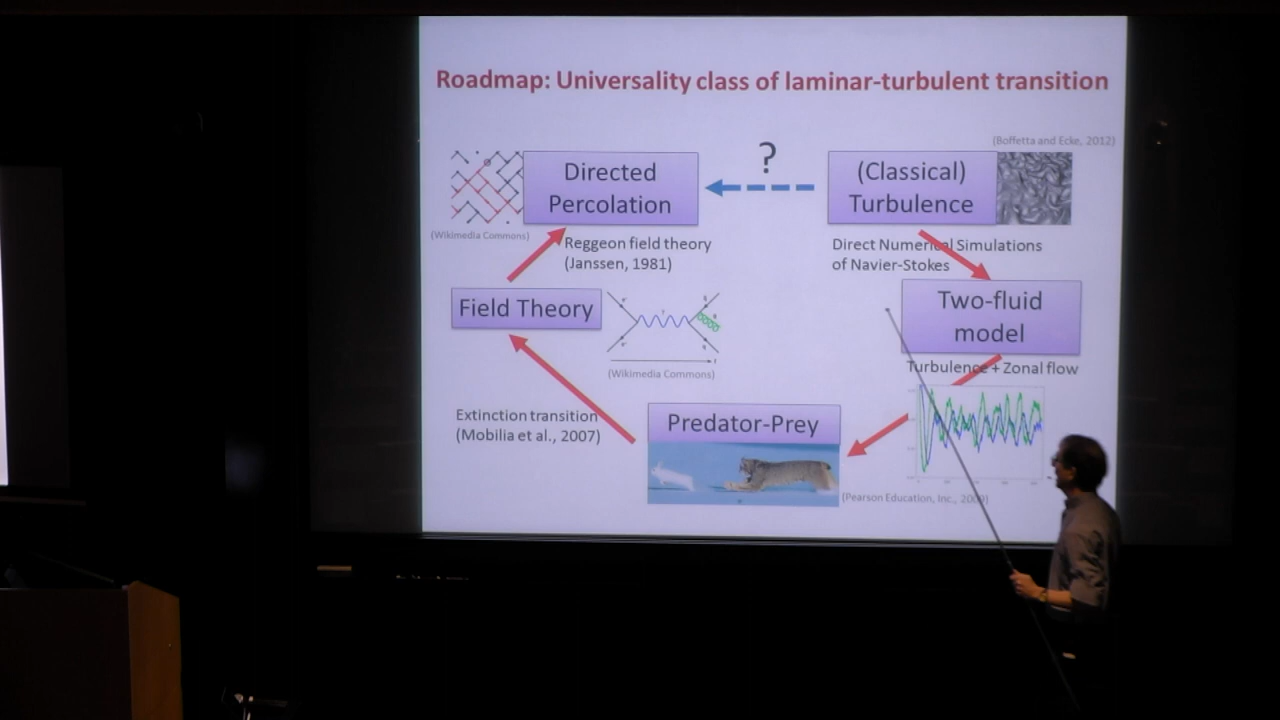 Roadmap: Universality class of laminar-turbulent transition
(Boffetta and Ecke, 2012)
Directed
Percolation
?
(Classical)
Turbulence
(Wikimedia Commons)
Reggeon field theory
(Janssen, 1981)
Direct Numerical Simulations
of Navier-Stokes
Field Theory
Two-fluid
model
(Wikimedia Commons)
Turbulence + Zonal flow
Extinction transition
(Mobilia et al., 2007)
Predator-Prey
(Pearson Education, Inc., 2009)